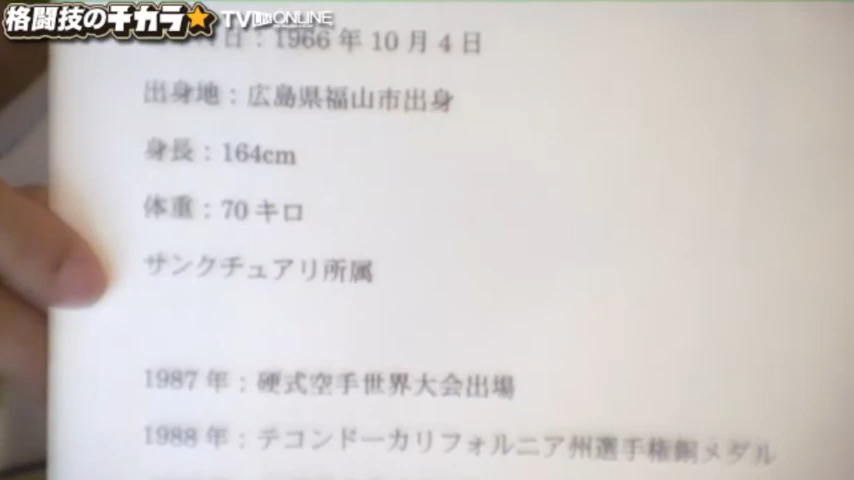 格闘技のチカラ★ TVLIFE ONLINE
日：1966年10月4日
出身地：広島県福山市出身
身長：164cm
体重：70キロ
サンクチュアリ所属
1987年：硬式空手世界大会出場
1988年：テコンドーカリフォルニア州選手権銅メダル